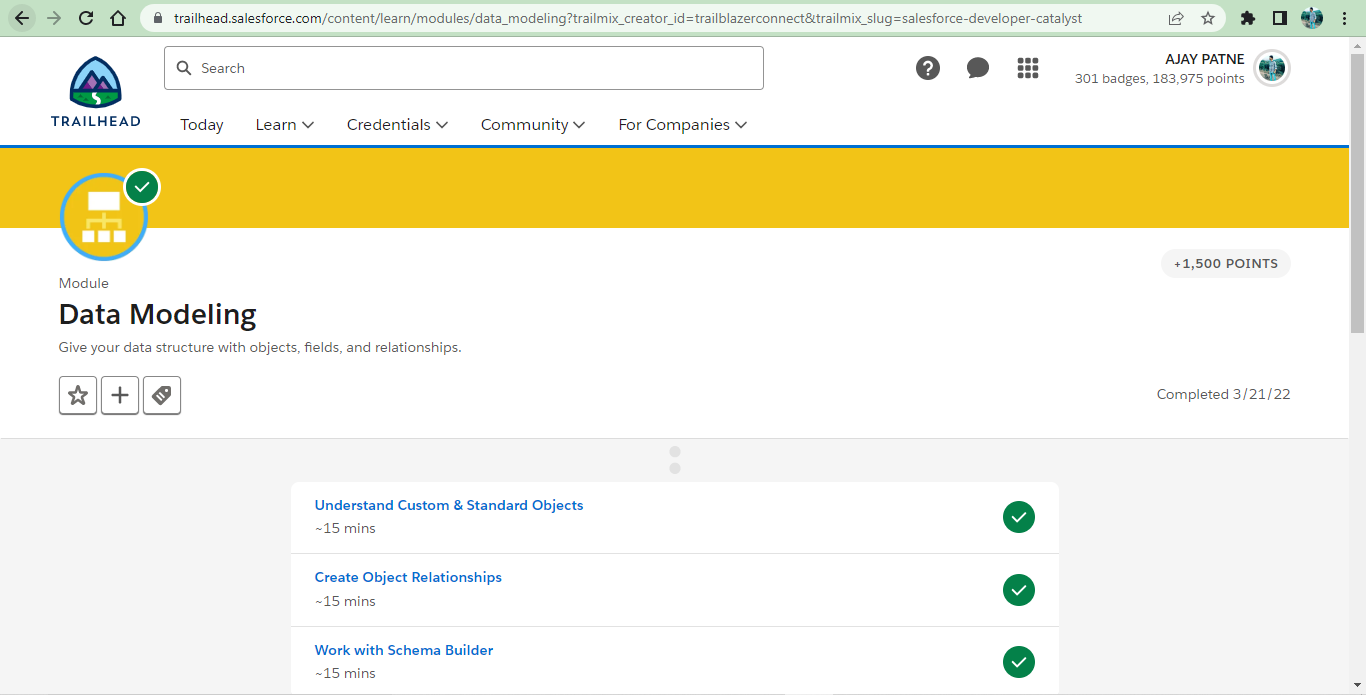 trailhead.salesforce.com/content/learn/modules/data_modeling?trailmix_creator_id=trailblazerconnect&trailmix_slug=salesforce-developer-catalyst
TRAILHEAD
Search
AJAY PATNE
301 badges, 183,975 points
Today
Learn
Credentials
Community
For Companies
+1,500 POINTS
Module
Data Modeling
Give your data structure with objects, fields, and relationships.
Completed 3/21/22
Understand Custom & Standard Objects
~15 mins
Create Object Relationships
~15 mins
Work with Schema Builder
~15 mins